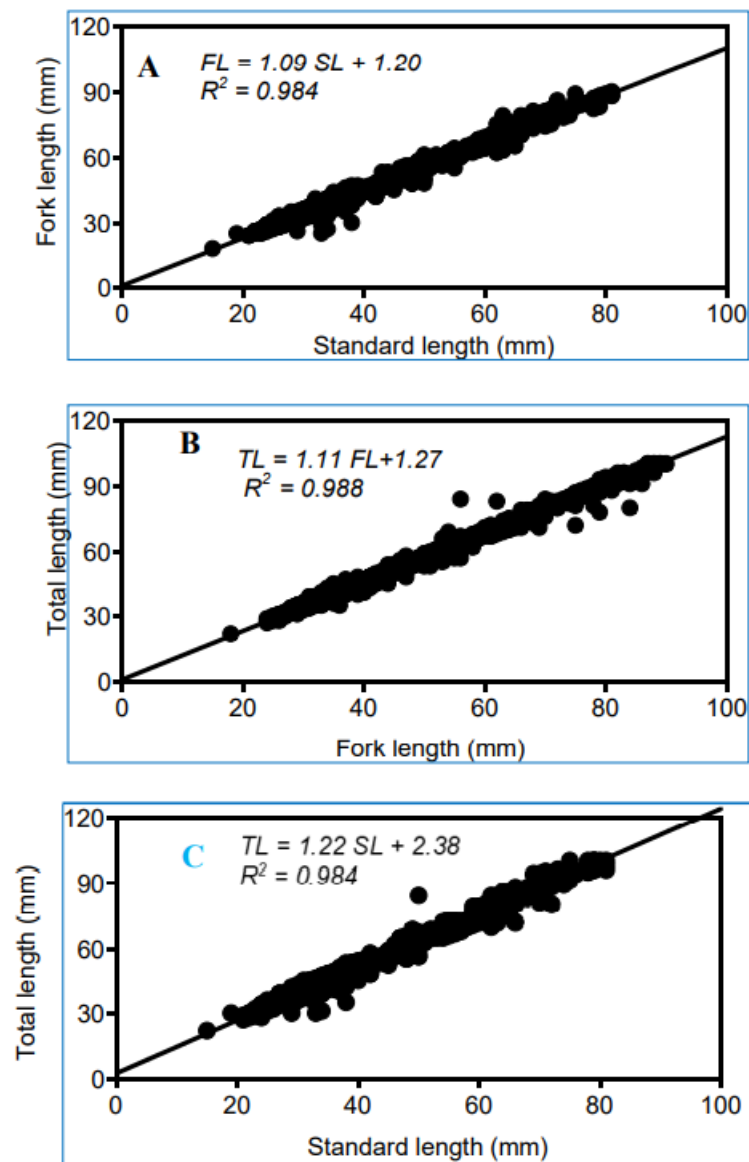 A
FL = 1.09 SL + 1.20
R² = 0.984
120
90
60
30
0
Fork length (mm)
0 20 40 60 80 100
Standard length (mm)
B
TL = 1.11 FL+1.27
R² = 0.988
120
90
60
30
0
Total length (mm)
0 20 40 60 80 100
Fork length (mm)
C
TL = 1.22 SL + 2.38
R² = 0.984
120
90
60
30
0
Total length (mm)
0 20 40 60 80 100
Standard length (mm)